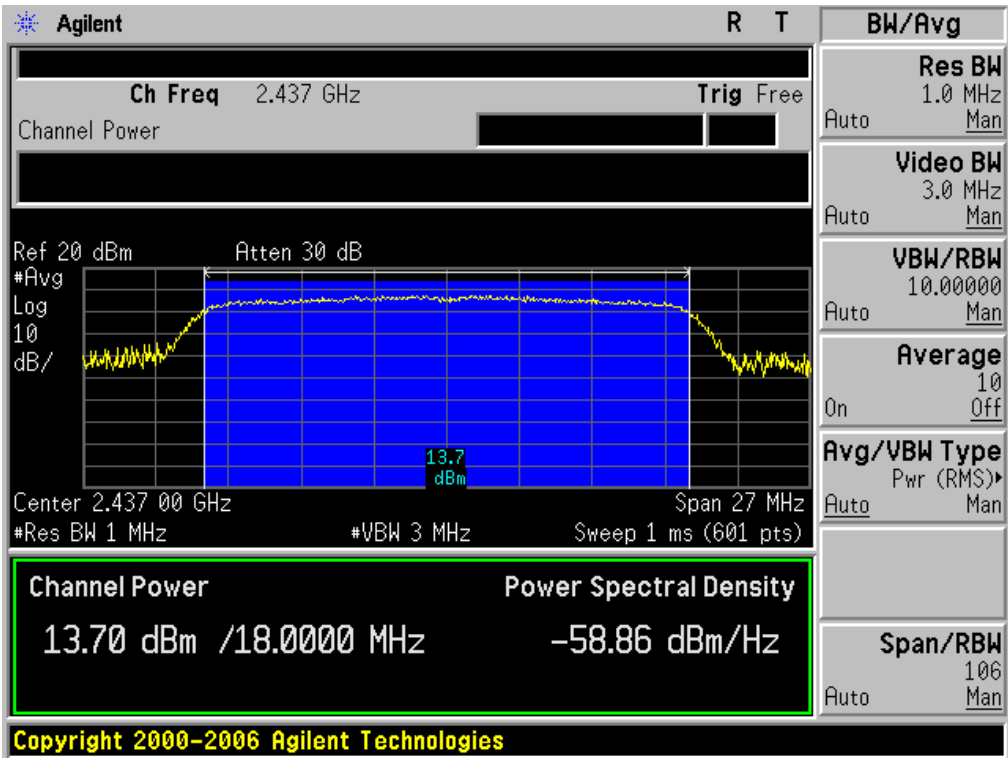 Agilent
R T
Ch Freq 2.437 GHz
Trig Free
Channel Power
Ref 20 dBm
Atten 30 dB
#Avg
Log
10
dB/
13.7
dBm
Center 2.437 00 GHz
Span 27 MHz
#Res BW 1 MHz
#VBW 3 MHz
Sweep 1 ms (601 pts)
Channel Power
Power Spectral Density
13.70 dBm /18.0000 MHz
-58.86 dBm/Hz
BW/Avg
Res BW
1.0 MHz
Auto Man
Video BW
3.0 MHz
Auto Man
VBW/RBW
10.00000
Auto Man
Average
10
On Off
Avg/VBW Type
Pwr (RMS)▸
Auto Man
Span/RBW
106
Auto Man
Copyright 2000-2006 Agilent Technologies